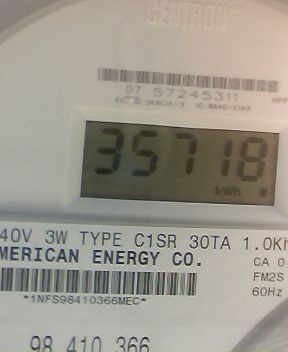 CENTRON®
07 57245311
35718
kWh
40V 3W TYPE C1SR 30TA 1.0Kh
MERICAN ENERGY CO.
CA 0
FM2S
60Hz
*1NFS98410366MEC*
98 410 366